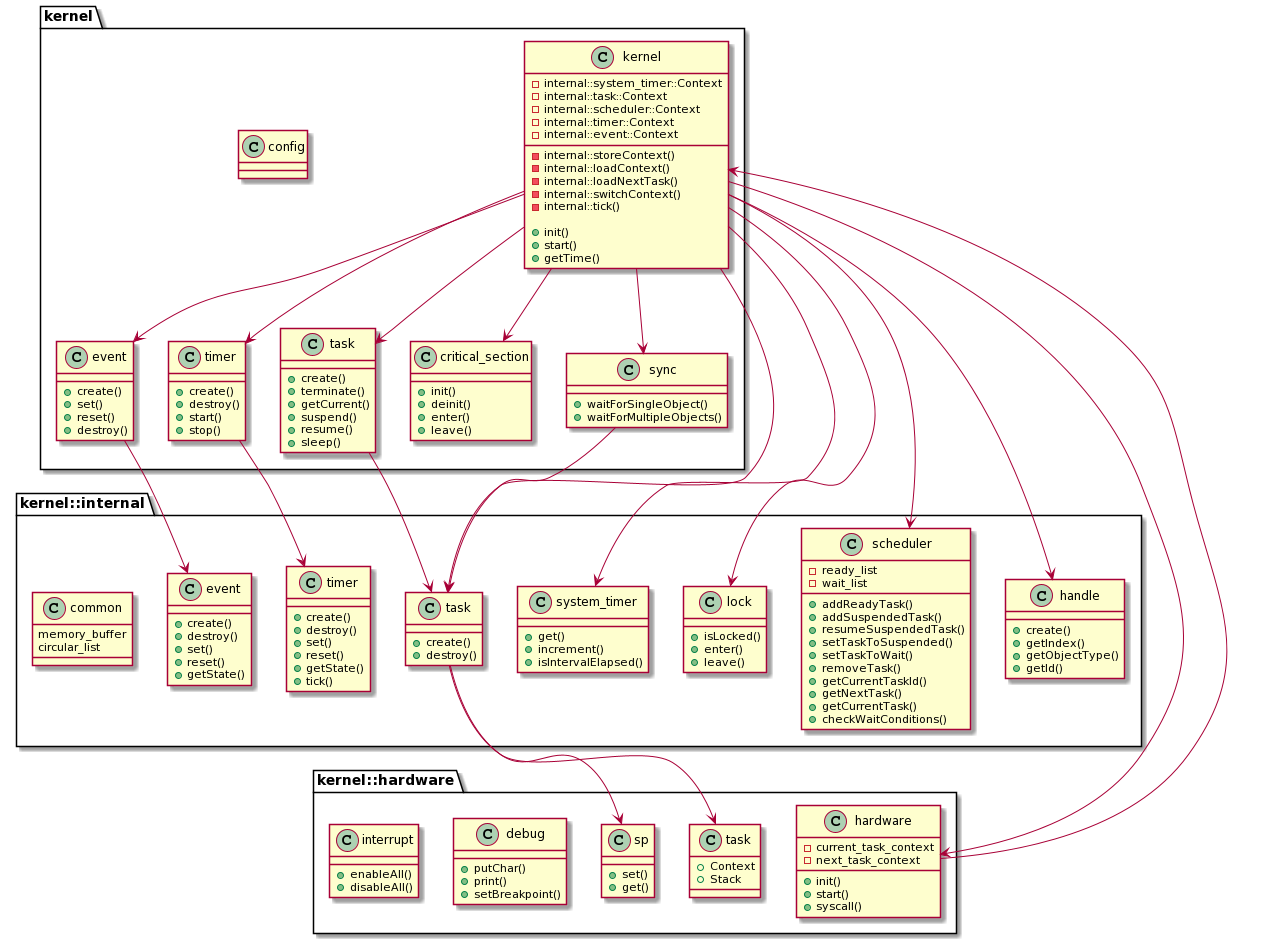 kernel
C kernel
internal::system_timer::Context
internal::task::Context
internal::scheduler::Context
internal::timer::Context
internal::event::Context
internal::storeContext()
internal::loadContext()
internal::loadNextTask()
internal::switchContext()
internal::tick()
init()
start()
getTime()
C config
C event
create()
set()
reset()
destroy()
C timer
create()
destroy()
start()
stop()
C task
create()
terminate()
getCurrent()
suspend()
resume()
sleep()
C critical_section
init()
deinit()
enter()
leave()
C sync
waitForSingleObject()
waitForMultipleObjects()
kernel::internal
C common
memory_buffer
circular_list
C event
create()
destroy()
set()
reset()
getState()
C timer
create()
destroy()
set()
reset()
getState()
tick()
C task
create()
destroy()
C system_timer
get()
increment()
isIntervalElapsed()
C lock
isLocked()
enter()
leave()
C scheduler
ready_list
wait_list
addReadyTask()
addSuspendedTask()
resumeSuspendedTask()
setTaskToSuspended()
setTaskToWait()
removeTask()
getCurrentTaskId()
getNextTask()
getCurrentTask()
checkWaitConditions()
C handle
create()
getIndex()
getObjectType()
getId()
kernel::hardware
C interrupt
enableAll()
disableAll()
C debug
putChar()
print()
setBreakpoint()
C sp
set()
get()
C task
Context
Stack
C hardware
current_task_context
next_task_context
init()
start()
syscall()